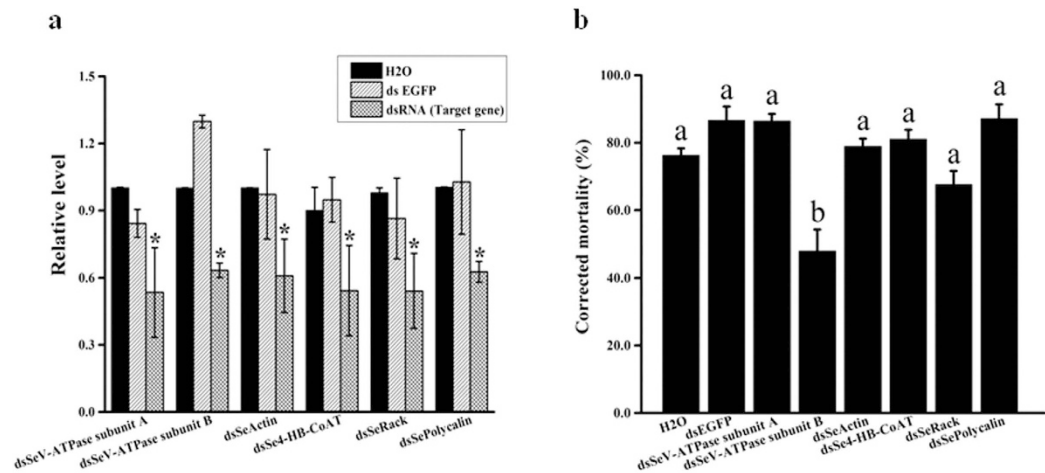 a
b
Relative level
1.5
1.2
0.9
0.6
0.3
0.0
H2O
ds EGFP
dsRNA (Target gene)
*
*
*
*
*
*
dsSeV-ATPase subunit A
dsSeV-ATPase subunit B
dsSeActin
dsSe4-HB-CoAT
dsSeRack
dsSePolycalin
Corrected mortality (%)
100.0
80.0
60.0
40.0
20.0
0.0
a
a
a
b
a
a
a
a
H2O
dsEGFP
dsSeV-ATPase subunit A
dsSeV-ATPase subunit B
dsSeActin
dsSe4-HB-CoAT
dsSeRack
dsSePolycalin